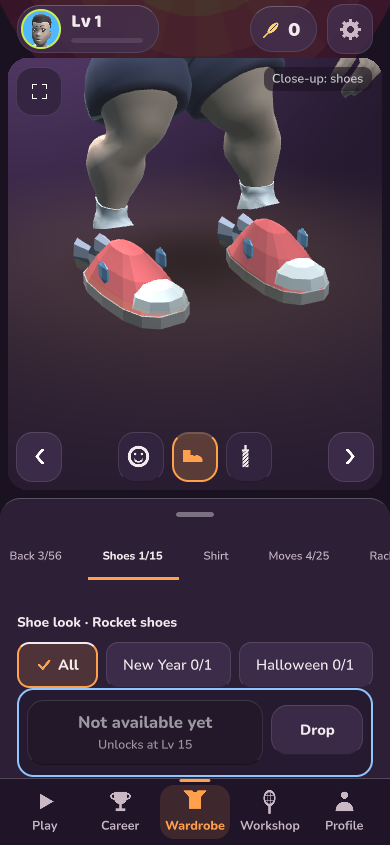 Lv 1
0
Close-up: shoes
Back 3/56
Shoes 1/15
Shirt
Moves 4/25
Shoe look · Rocket shoes
All
New Year 0/1
Halloween 0/1
Not available yet
Unlocks at Lv 15
Drop
Play
Career
Wardrobe
Workshop
Profile